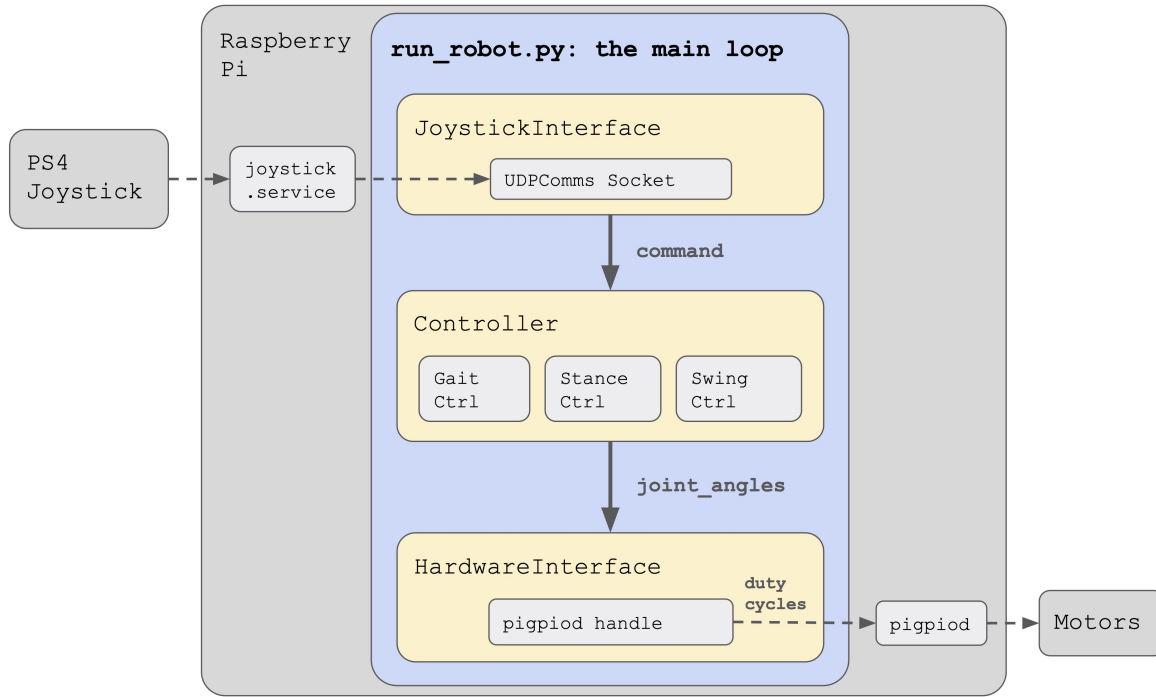 Raspberry
Pi
run_robot.py: the main loop
JoystickInterface
UDPComms Socket
PS4
Joystick
joystick
.service
command
Controller
Gait
Ctrl
Stance
Ctrl
Swing
Ctrl
joint_angles
HardwareInterface
duty
cycles
pigpiod handle
pigpiod
Motors